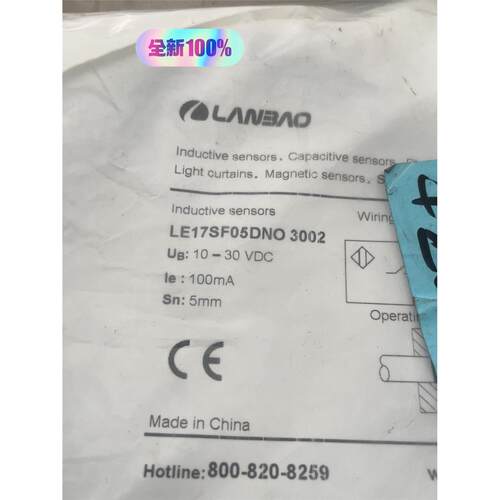 全新100%
LANBAO
Inductive sensors、Capacitive sensors、
Light curtains、Magnetic sensors、
Inductive sensors
LE17SF05DNO 3002
Wiring
UB: 10 – 30 VDC
Ie : 100mA
Sn: 5mm
CE
Made in China
Hotline:800-820-8259